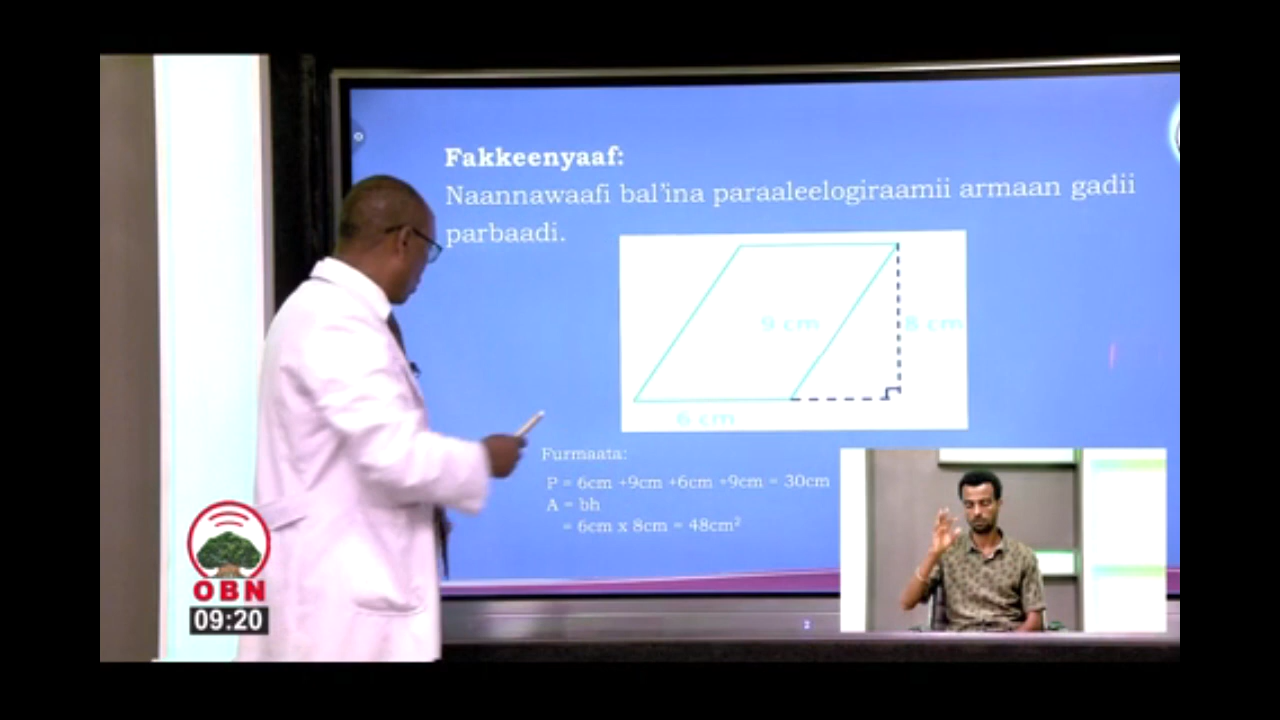 Fakkeenyaaf:
Naannawaafi bal'ina paraaleelogiraamii armaan gadii
parbaadi.
9 cm
8 cm
6 cm
Furmaata:
P = 6cm +9cm +6cm +9cm = 30cm
A = bh
= 6cm x 8cm = 48cm²
OBN
09:20
2